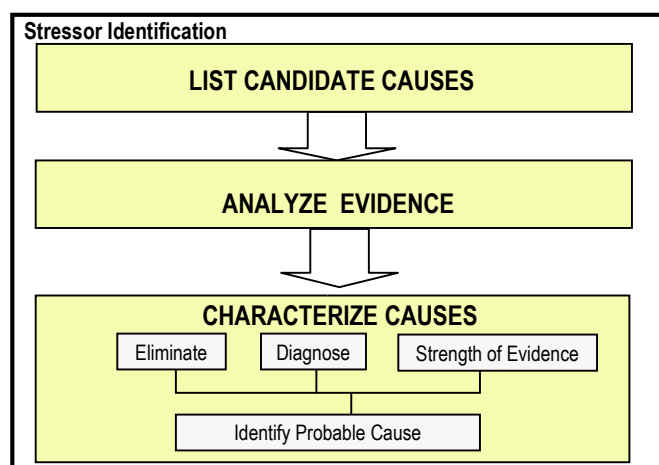 Stressor Identification
LIST CANDIDATE CAUSES
ANALYZE EVIDENCE
CHARACTERIZE CAUSES
Eliminate
Diagnose
Strength of Evidence
Identify Probable Cause